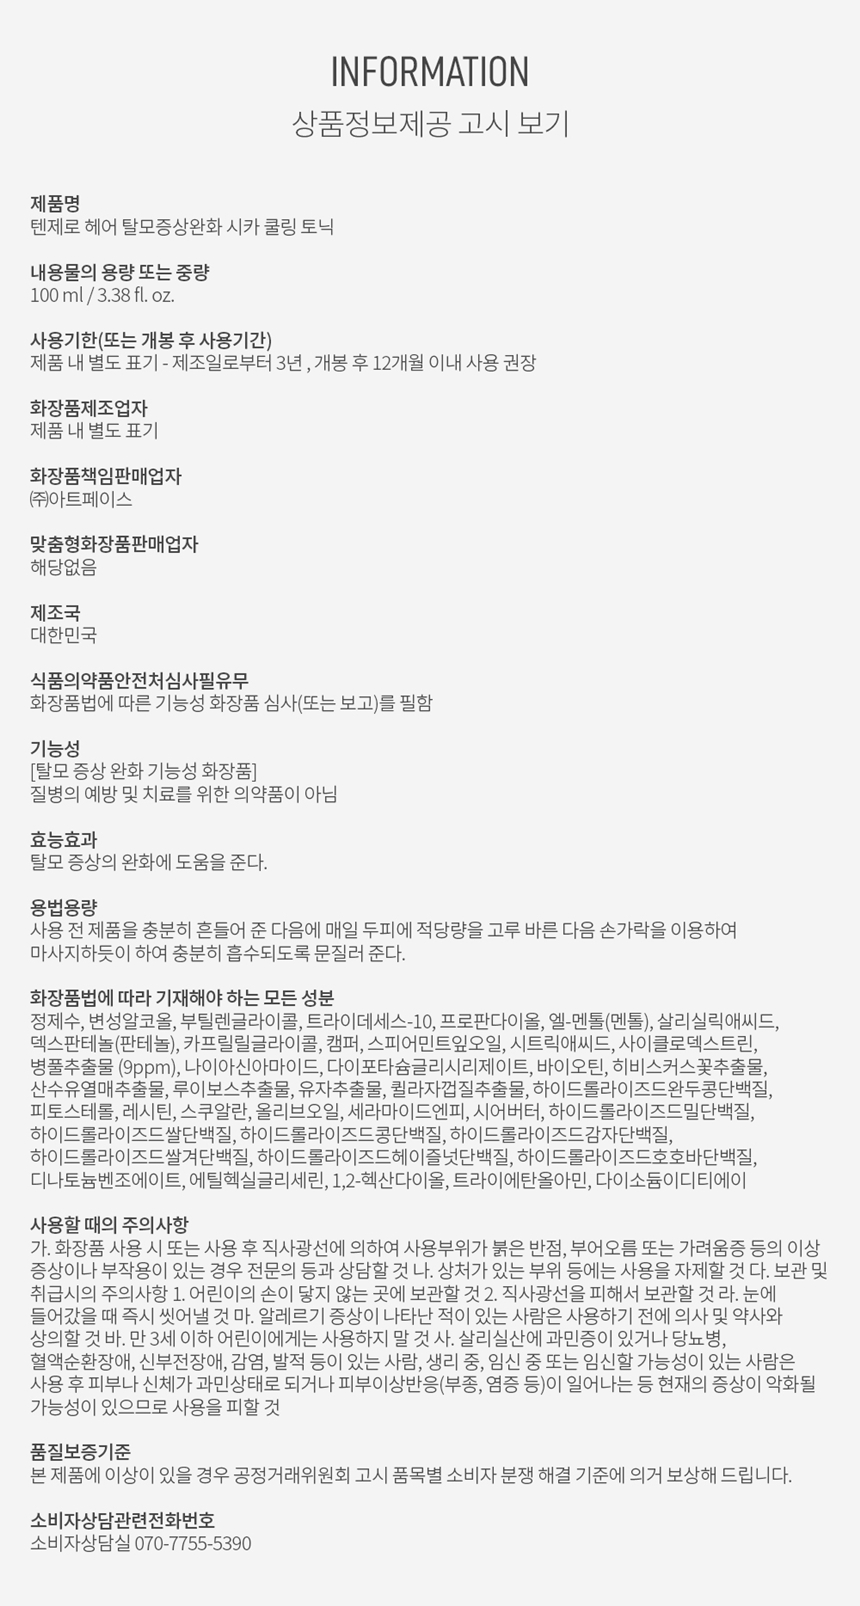 INFORMATION
상품정보제공 고시 보기
제품명
텐제로 헤어 탈모증상완화 시카 쿨링 토닉
내용물의 용량 또는 중량
100 ml / 3.38 fl. oz.
사용기한(또는 개봉 후 사용기간)
제품 내 별도 표기 - 제조일로부터 3년 , 개봉 후 12개월 이내 사용 권장
화장품제조업자
제품 내 별도 표기
화장품책임판매업자
㈜아트페이스
맞춤형화장품판매업자
해당없음
제조국
대한민국
식품의약품안전처심사필유무
화장품법에 따른 기능성 화장품 심사(또는 보고)를 필함
기능성
[탈모 증상 완화 기능성 화장품]
질병의 예방 및 치료를 위한 의약품이 아님
효능효과
탈모 증상의 완화에 도움을 준다.
용법용량
사용 전 제품을 충분히 흔들어 준 다음에 매일 두피에 적당량을 고루 바른 다음 손가락을 이용하여
마사지하듯이 하여 충분히 흡수되도록 문질러 준다.
화장품법에 따라 기재해야 하는 모든 성분
정제수, 변성알코올, 부틸렌글라이콜, 트라이데세스-10, 프로판다이올, 엘-멘톨(멘톨), 살리실릭애씨드,
덱스판테놀(판테놀), 카프릴릴글라이콜, 캠퍼, 스피어민트잎오일, 시트릭애씨드, 사이클로덱스트린,
병풀추출물 (9ppm), 나이아신아마이드, 다이포타슘글리시리제이트, 바이오틴, 히비스커스꽃추출물,
산수유열매추출물, 루이보스추출물, 유자추출물, 퀼라자껍질추출물, 하이드롤라이즈드완두콩단백질,
피토스테롤, 레시틴, 스쿠알란, 올리브오일, 세라마이드엔피, 시어버터, 하이드롤라이즈드밀단백질,
하이드롤라이즈드쌀단백질, 하이드롤라이즈드콩단백질, 하이드롤라이즈드감자단백질,
하이드롤라이즈드쌀겨단백질, 하이드롤라이즈드헤이즐넛단백질, 하이드롤라이즈드호호바단백질,
디나토늄벤조에이트, 에틸헥실글리세린, 1,2-헥산다이올, 트라이에탄올아민, 다이소듐이디티에이
사용할 때의 주의사항
가. 화장품 사용 시 또는 사용 후 직사광선에 의하여 사용부위가 붉은 반점, 부어오름 또는 가려움증 등의 이상
증상이나 부작용이 있는 경우 전문의 등과 상담할 것 나. 상처가 있는 부위 등에는 사용을 자제할 것 다. 보관 및
취급시의 주의사항 1. 어린이의 손이 닿지 않는 곳에 보관할 것 2. 직사광선을 피해서 보관할 것 라. 눈에
들어갔을 때 즉시 씻어낼 것 마. 알레르기 증상이 나타난 적이 있는 사람은 사용하기 전에 의사 및 약사와
상의할 것 바. 만 3세 이하 어린이에게는 사용하지 말 것 사. 살리실산에 과민증이 있거나 당뇨병,
혈액순환장애, 신부전장애, 감염, 발적 등이 있는 사람, 생리 중, 임신 중 또는 임신할 가능성이 있는 사람은
사용 후 피부나 신체가 과민상태로 되거나 피부이상반응(부종, 염증 등)이 일어나는 등 현재의 증상이 악화될
가능성이 있으므로 사용을 피할 것
품질보증기준
본 제품에 이상이 있을 경우 공정거래위원회 고시 품목별 소비자 분쟁 해결 기준에 의거 보상해 드립니다.
소비자상담관련전화번호
소비자상담실 070-7755-5390